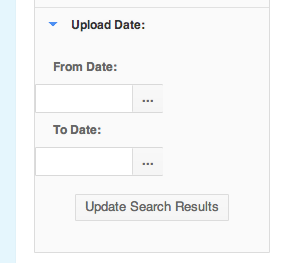 Upload Date:
From Date:
...
To Date:
...
Update Search Results